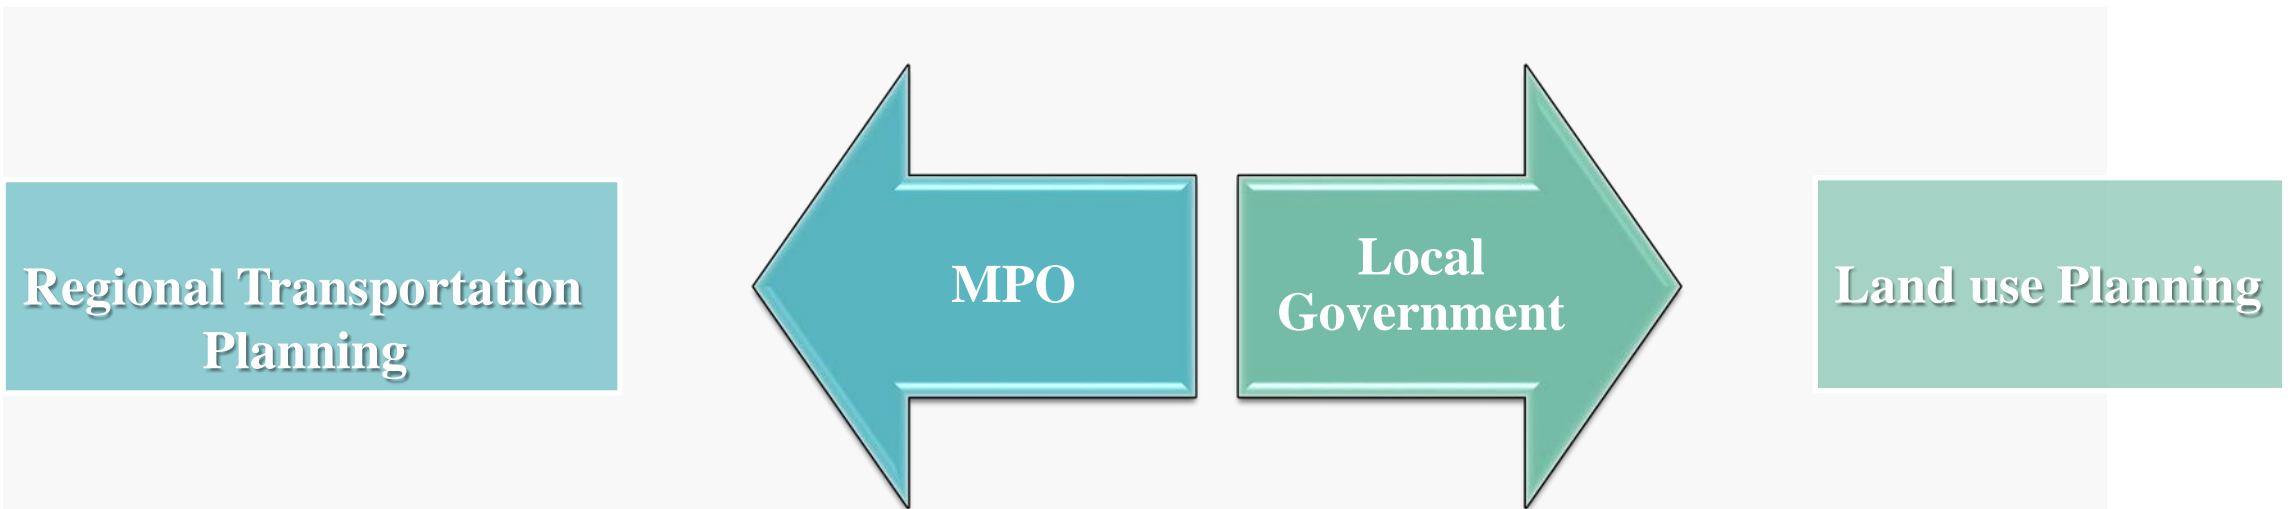 Regional Transportation
Planning
MPO
Local
Government
Land use Planning